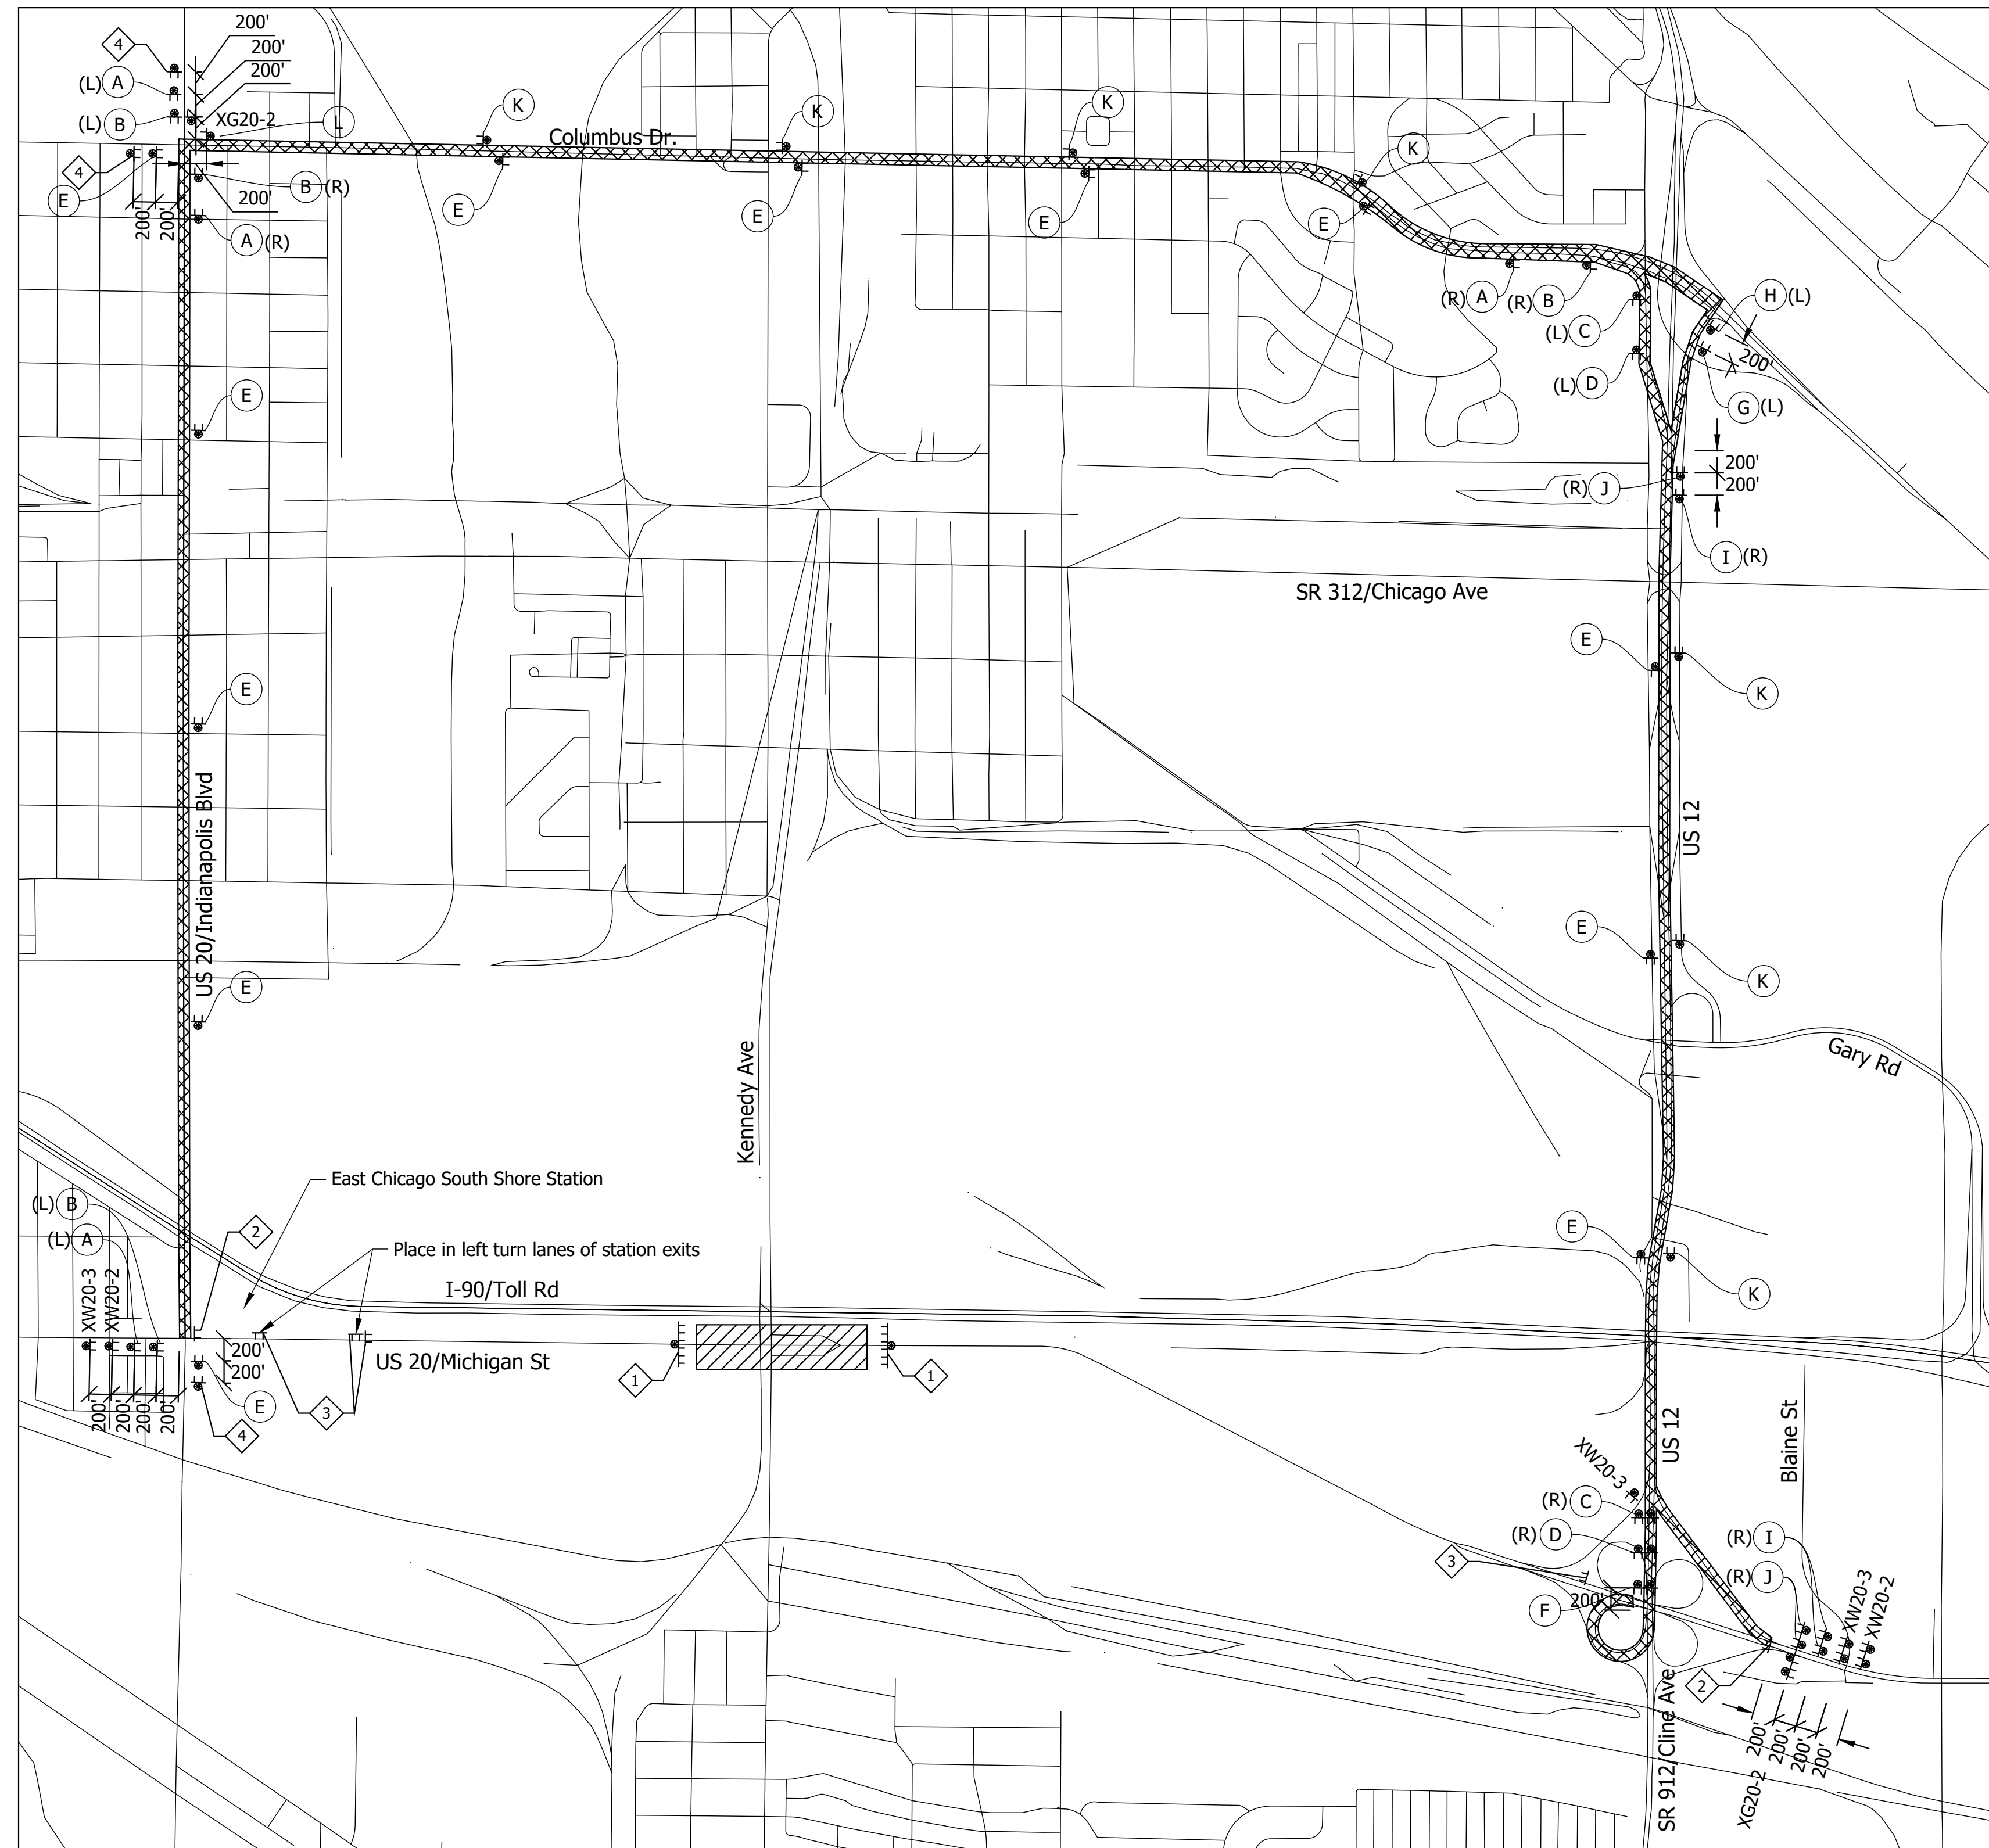 200'
4
200'
(L) A
200'
(L) B
XG20-2
L
K
K
K
K
Columbus Dr.
4
E
B (R)
200'
A (R)
200'
200'
E
E
E
E
(R) A
(R) B
(L) C
(L) D
H (L)
200'
G (L)
200'
200'
(R) J
I (R)
E
SR 312/Chicago Ave
E
K
E
US 20/Indianapolis Blvd
US 12
E
K
E
Gary Rd
Kennedy Ave
East Chicago South Shore Station
(L) B
(L) A
2
Place in left turn lanes of station exits
I-90/Toll Rd
E
K
XW20-3
XW20-2
200'
200'
US 20/Michigan St
1
1
E
3
4
200'
200'
200'
200'
US 12
Blaine St
XW20-3
(R) C
(R) D
3
200'
F
(R) I
(R) J
XW20-3
XW20-2
2
SR 912/Cline Ave
200'
200'
200'
200'
XG20-2